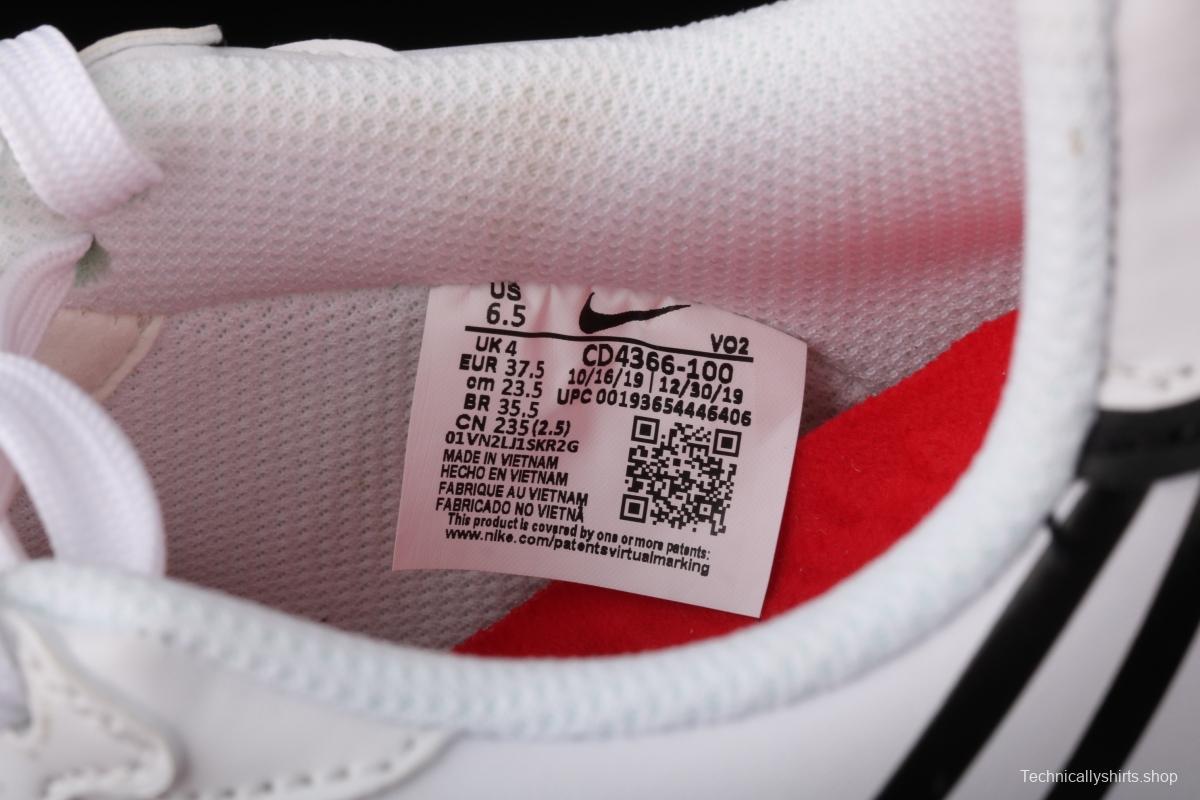 US
6.5
VO2
UK 4
EUR 37.5
cm 23.5
BR 35.5
CN 235 (2.5)
CD4366-100
10/16/19 | 12/30/19
UPC 00193654446406
01VN2LJ1SKR2G
MADE IN VIETNAM
HECHO EN VIETNAM
FABRIQUE AU VIETNAM
FABRICADO NO VIETNÃ
This product is covered by one or more patents:
www.nike.com/patentsvirtualmarking
Technicallyshirts.shop